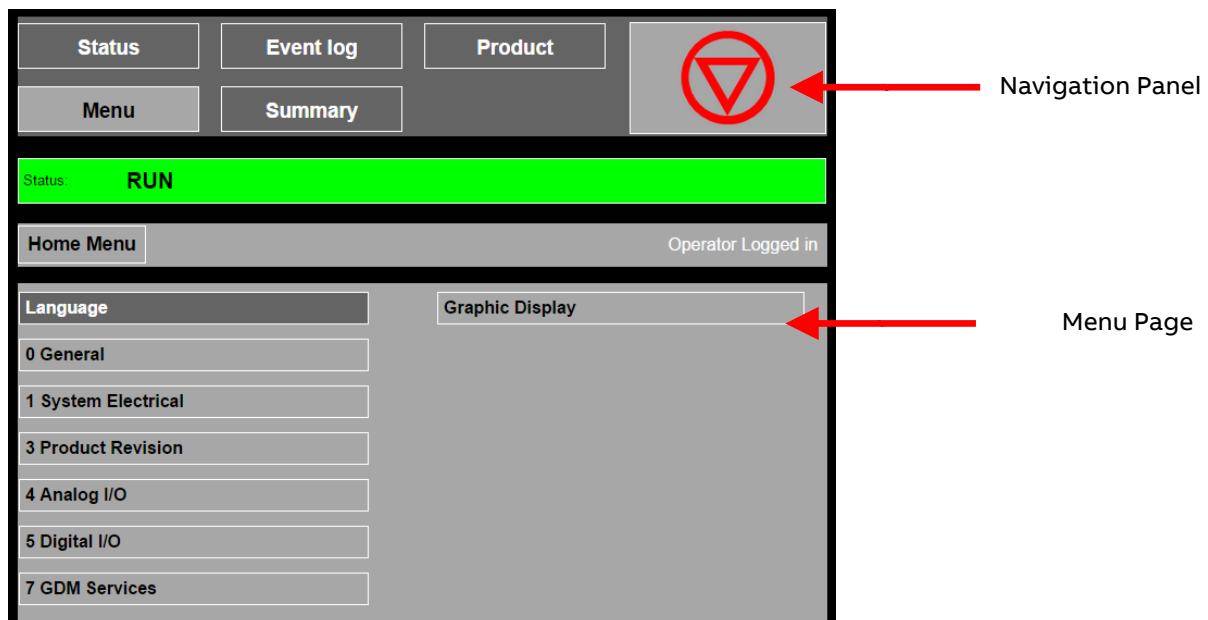 Status Event log Product
Navigation Panel
Menu Summary
Status: RUN
Home Menu Operator Logged in
Language Graphic Display
Menu Page
0 General
1 System Electrical
3 Product Revision
4 Analog I/O
5 Digital I/O
7 GDM Services